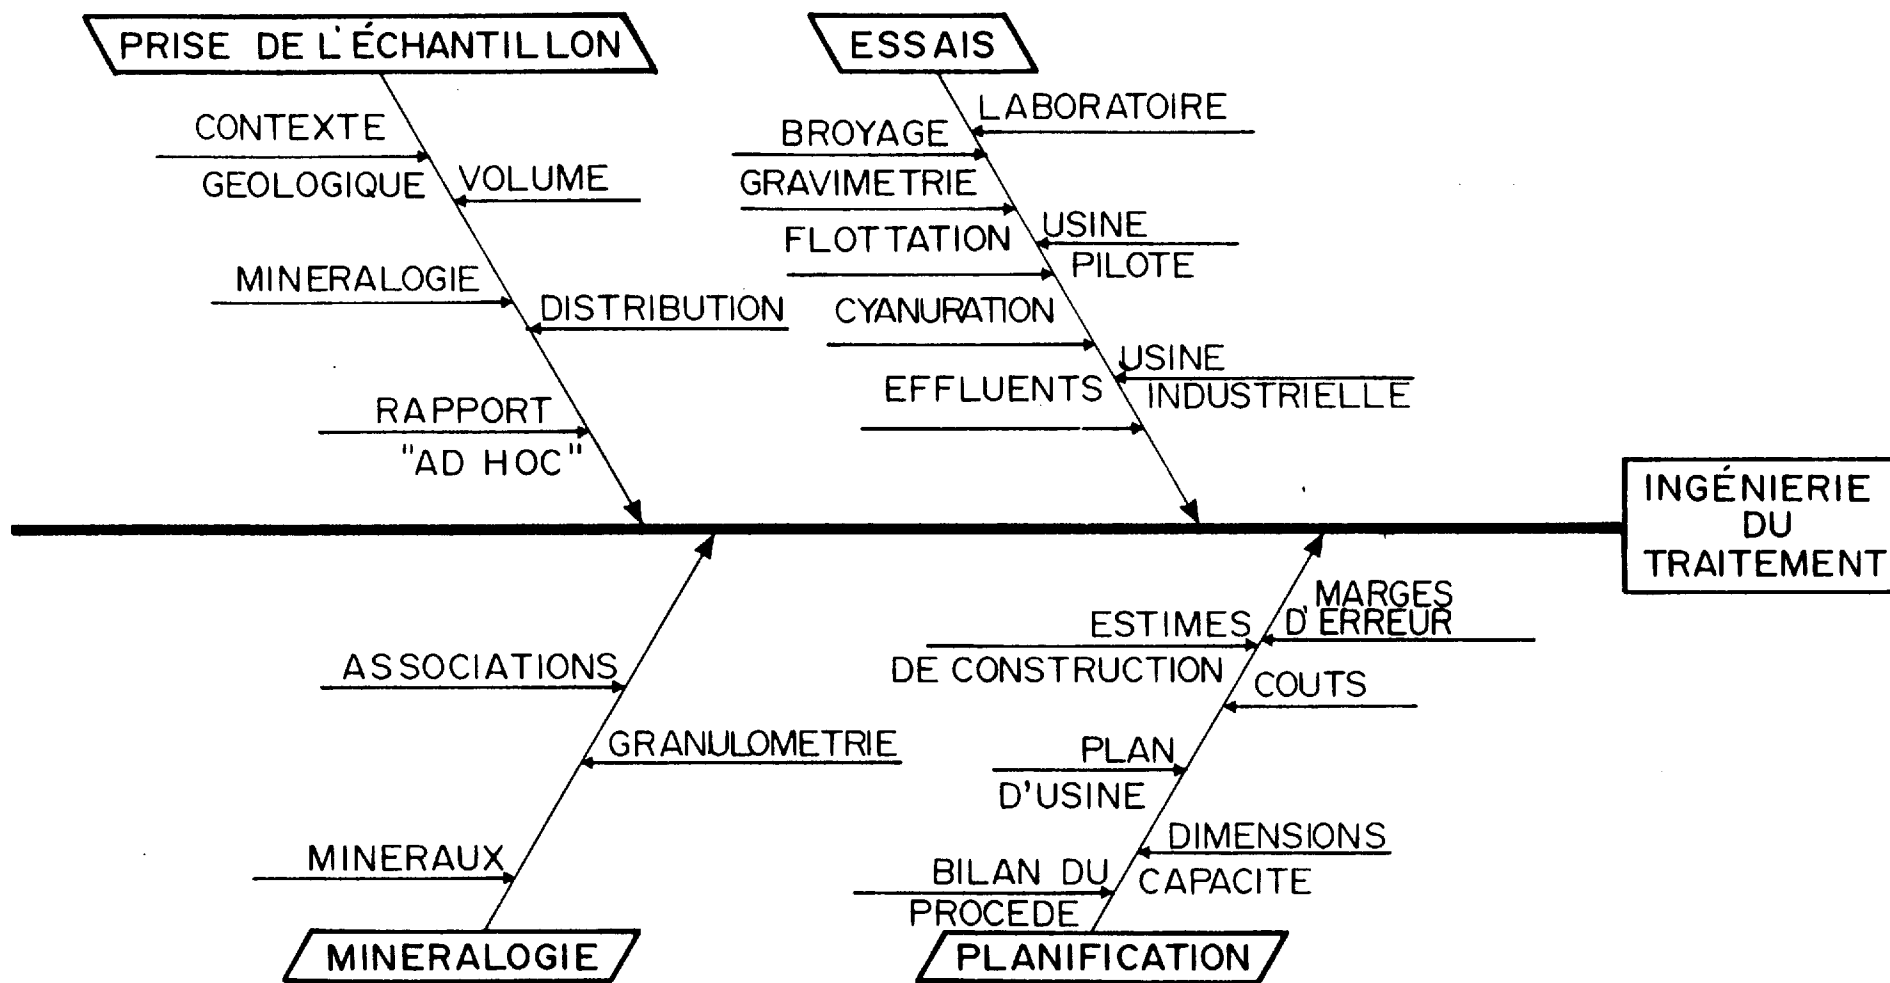 PRISE DE L'ÉCHANTILLON
CONTEXTE
GEOLOGIQUE
VOLUME
MINERALOGIE
DISTRIBUTION
RAPPORT
"AD HOC"
ESSAIS
LABORATOIRE
BROYAGE
GRAVIMETRIE
USINE
PILOTE
FLOTTATION
CYANURATION
USINE
INDUSTRIELLE
EFFLUENTS
INGÉNIERIE
DU
TRAITEMENT
ASSOCIATIONS
GRANULOMETRIE
MINERAUX
MINERALOGIE
MARGES
D'ERREUR
ESTIMES
DE CONSTRUCTION
COUTS
PLAN
D'USINE
DIMENSIONS
CAPACITE
BILAN DU
PROCEDE
PLANIFICATION